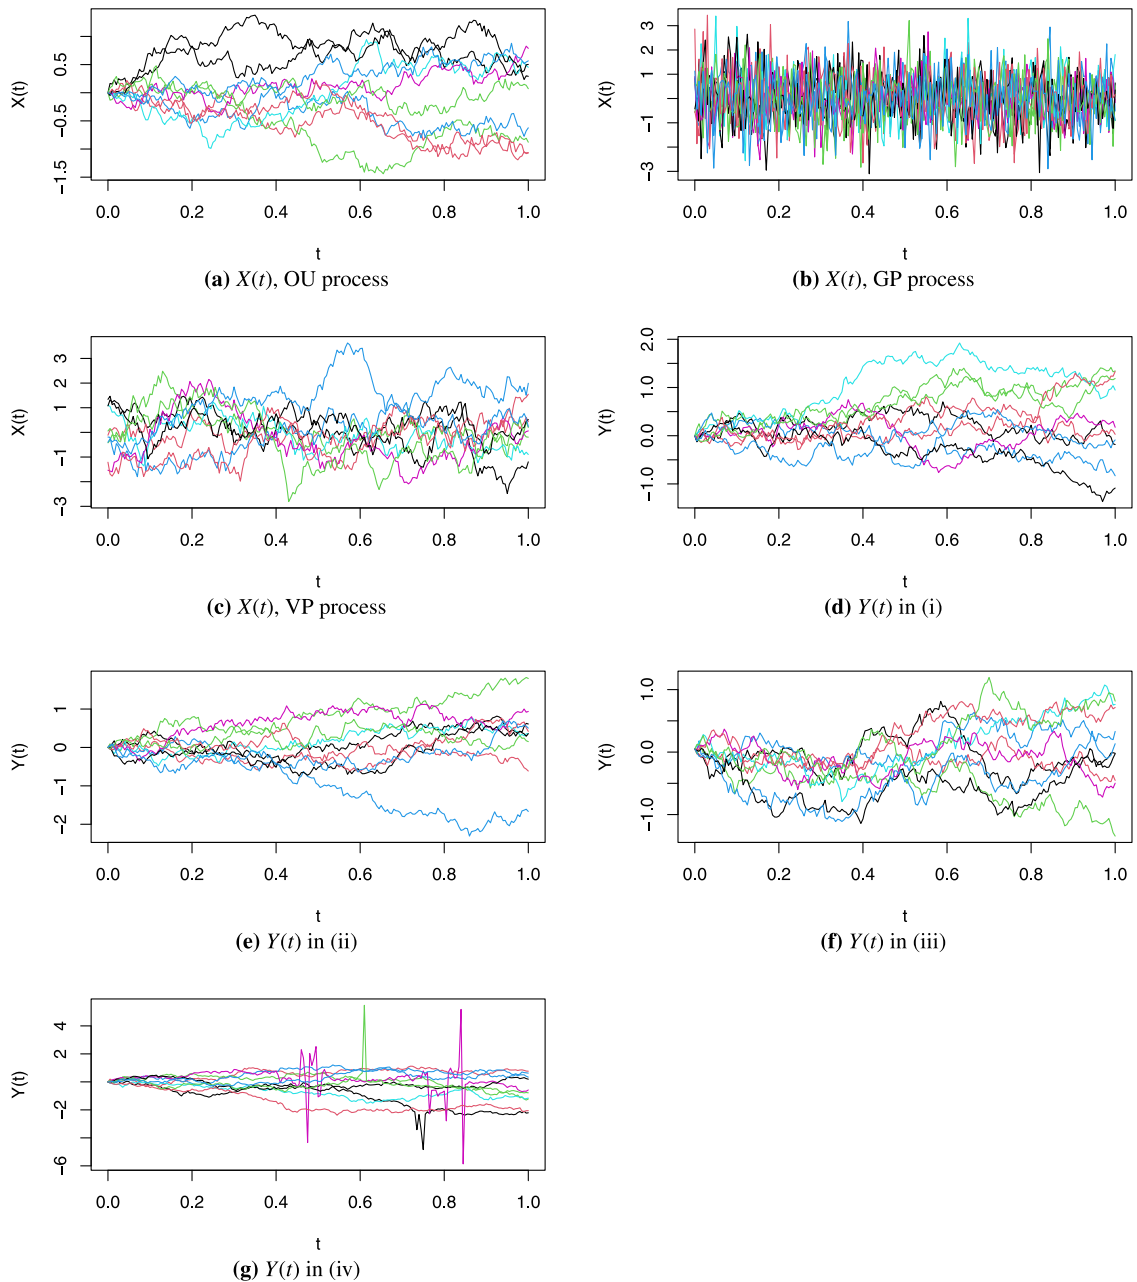 X(t)
0.5
−0.5
−1.5
0.0 0.2 0.4 0.6 0.8 1.0
t
(a) X(t), OU process
X(t)
3
1
−1
−3
0.0 0.2 0.4 0.6 0.8 1.0
t
(b) X(t), GP process
X(t)
3
1
−1
−3
0.0 0.2 0.4 0.6 0.8 1.0
t
(c) X(t), VP process
Y(t)
2.0
1.0
0.0
−1.0
0.0 0.2 0.4 0.6 0.8 1.0
t
(d) Y(t) in (i)
Y(t)
1
0
−1
−2
0.0 0.2 0.4 0.6 0.8 1.0
t
(e) Y(t) in (ii)
Y(t)
1.0
0.0
−1.0
0.0 0.2 0.4 0.6 0.8 1.0
t
(f) Y(t) in (iii)
Y(t)
4
2
−2
−6
0.0 0.2 0.4 0.6 0.8 1.0
t
(g) Y(t) in (iv)